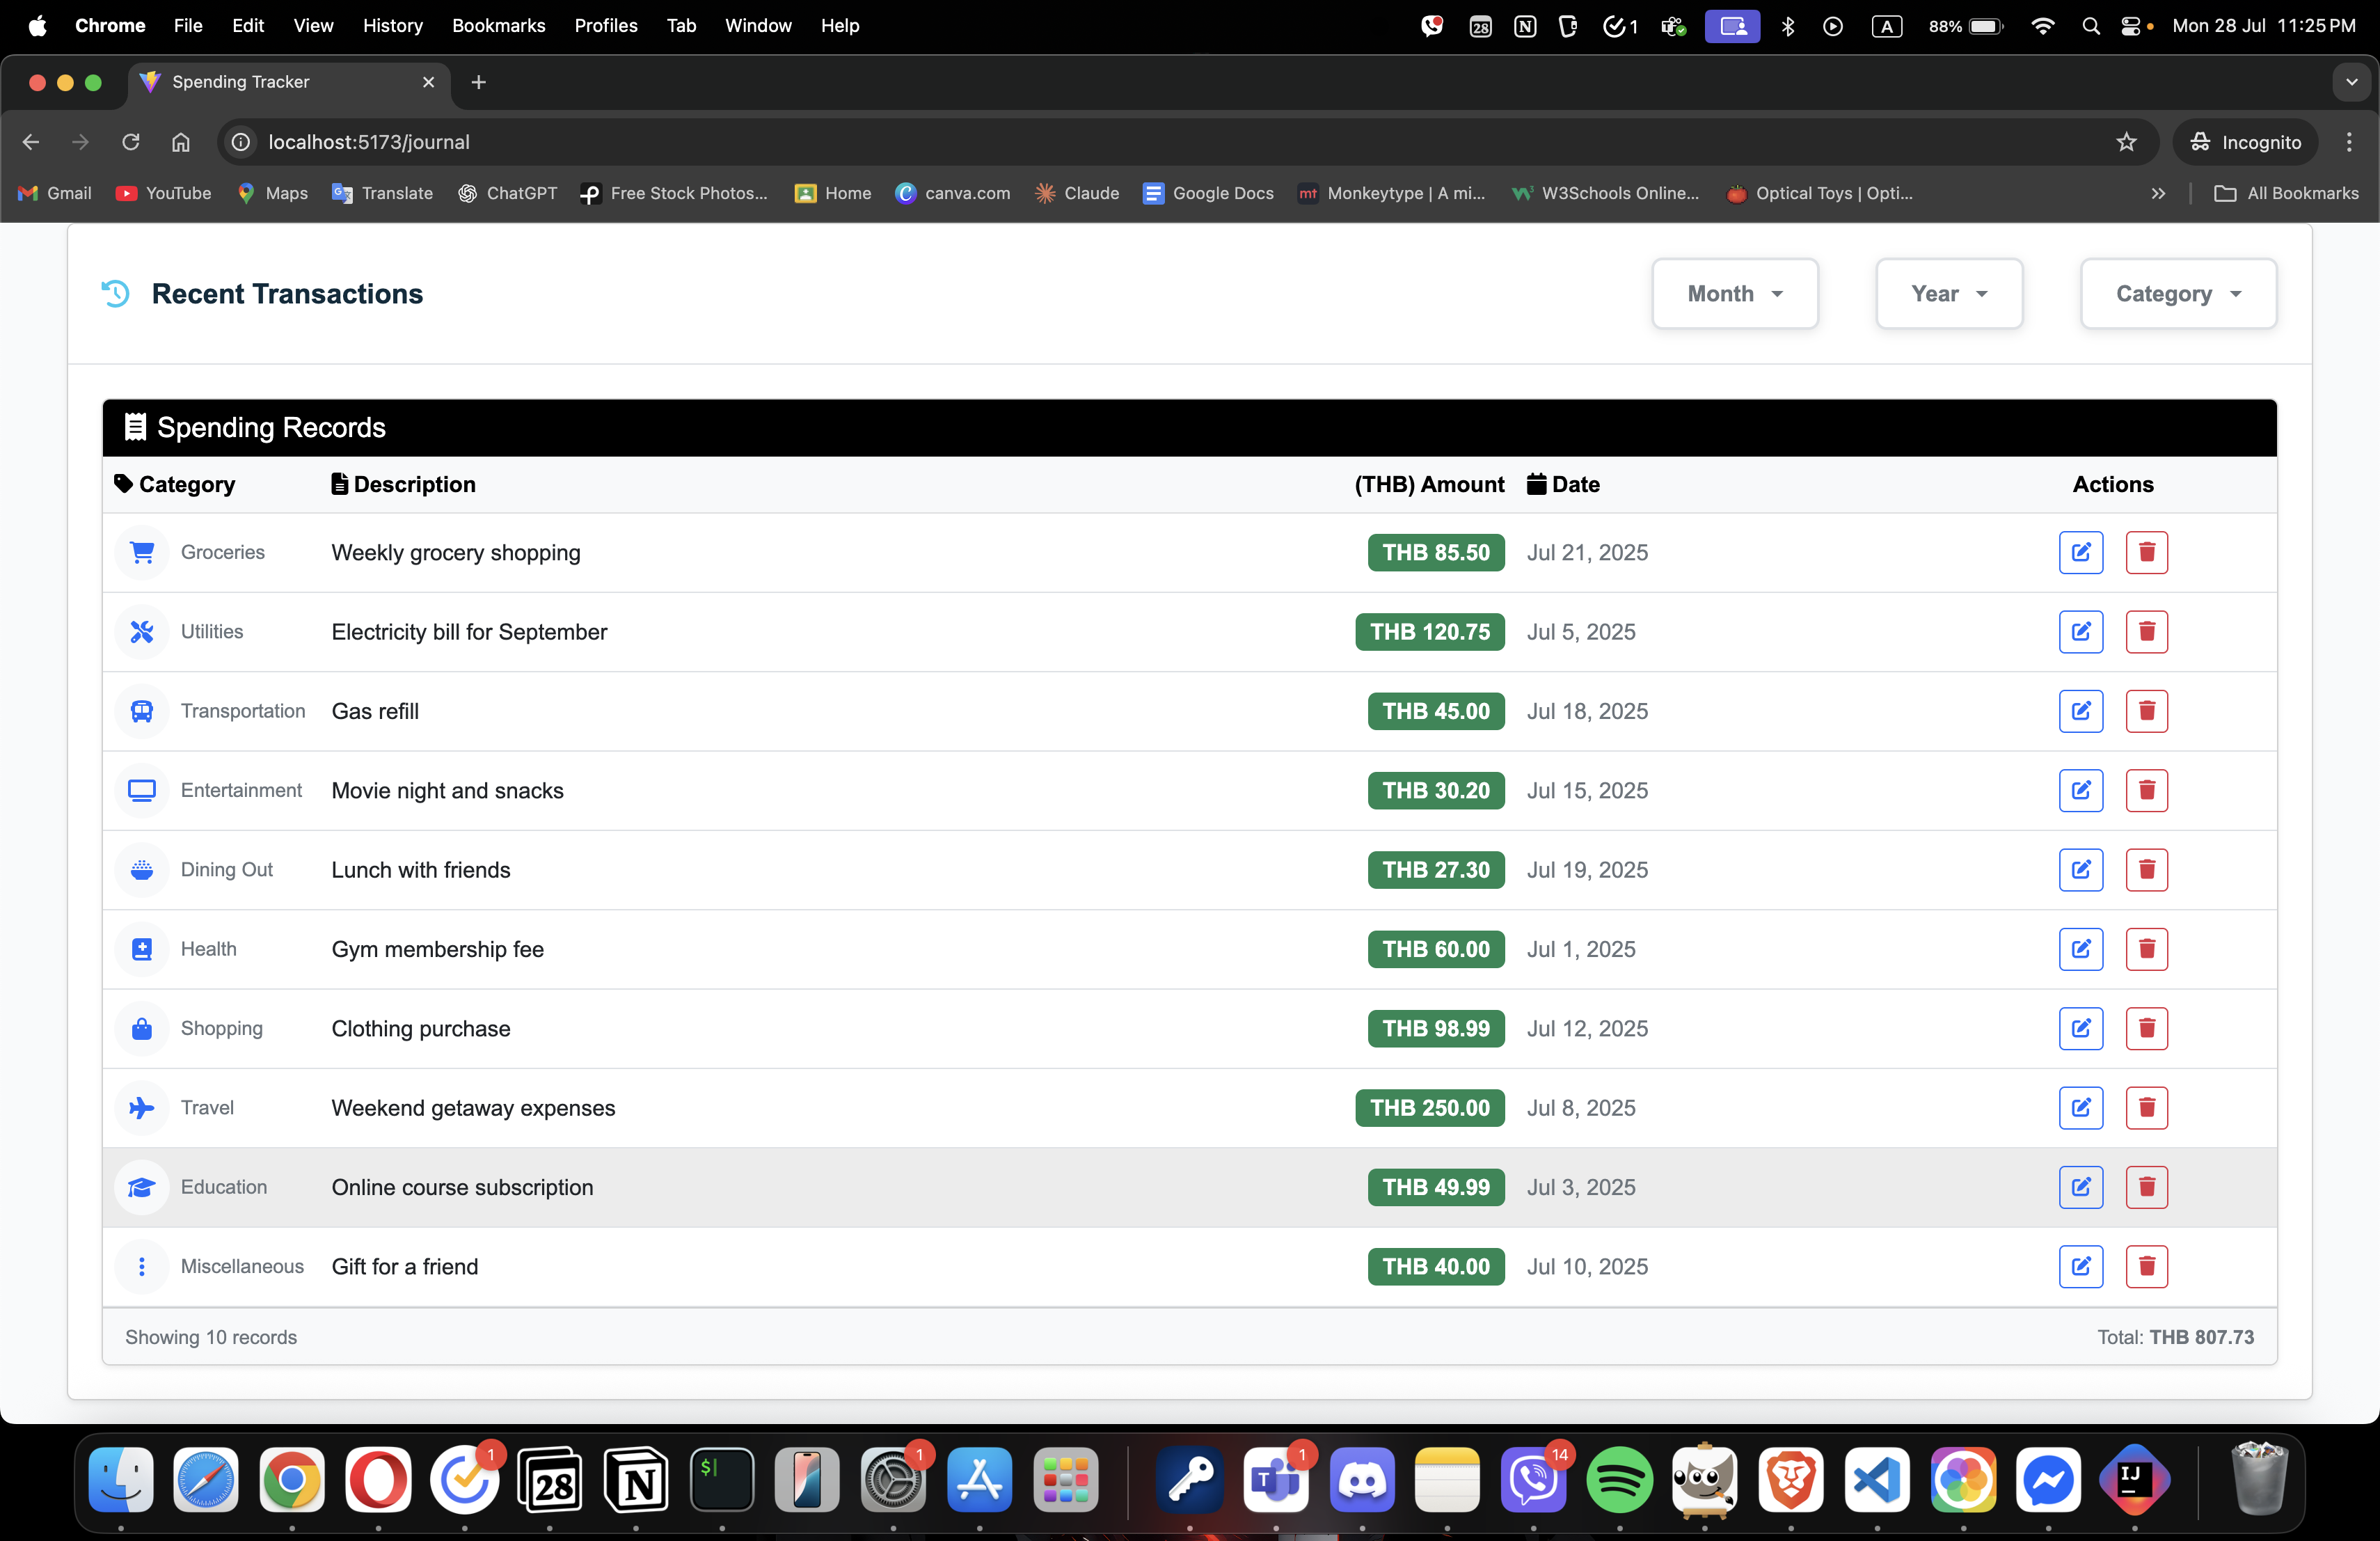 Chrome File Edit View History Bookmarks Profiles Tab Window Help 28 1 A 88% Mon 28 Jul 11:25 PM
Spending Tracker
localhost:5173/journal Incognito
Gmail YouTube Maps Translate ChatGPT Free Stock Photos... Home canva.com Claude Google Docs mt Monkeytype | A mi... W3Schools Online... Optical Toys | Opti... All Bookmarks
Recent Transactions Month Year Category
Spending Records
Category Description (THB) Amount Date Actions
Groceries Weekly grocery shopping THB 85.50 Jul 21, 2025
Utilities Electricity bill for September THB 120.75 Jul 5, 2025
Transportation Gas refill THB 45.00 Jul 18, 2025
Entertainment Movie night and snacks THB 30.20 Jul 15, 2025
Dining Out Lunch with friends THB 27.30 Jul 19, 2025
Health Gym membership fee THB 60.00 Jul 1, 2025
Shopping Clothing purchase THB 98.99 Jul 12, 2025
Travel Weekend getaway expenses THB 250.00 Jul 8, 2025
Education Online course subscription THB 49.99 Jul 3, 2025
Miscellaneous Gift for a friend THB 40.00 Jul 10, 2025
Showing 10 records Total: THB 807.73
1 28 N $ 1 T 1 14 IJ